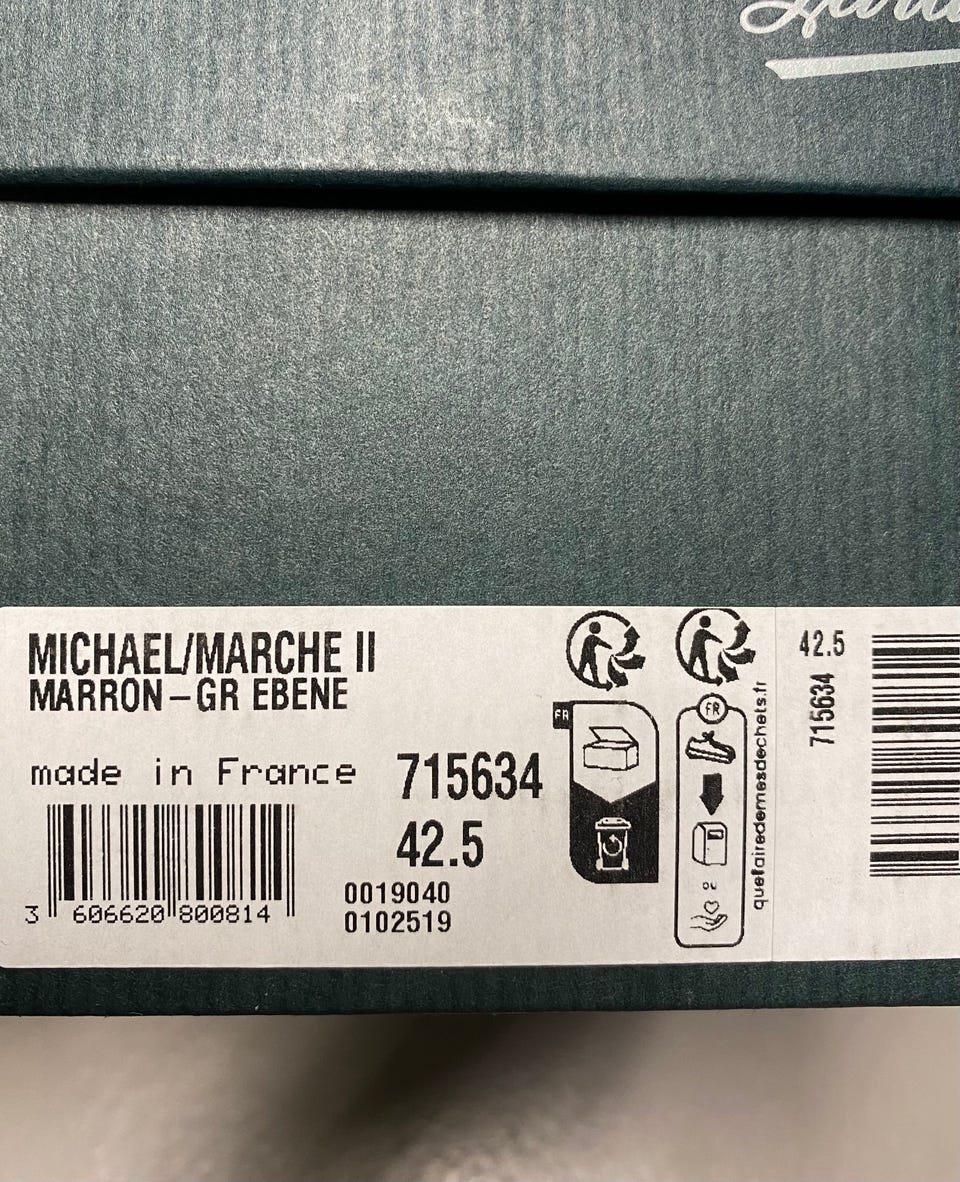 MICHAEL/MARCHE II
MARRON-GR EBENE
made in France
715634
42.5
3 606620 800814
0019040
0102519
FR
FR
ou
quefairedemesdechets.fr
42.5
715634